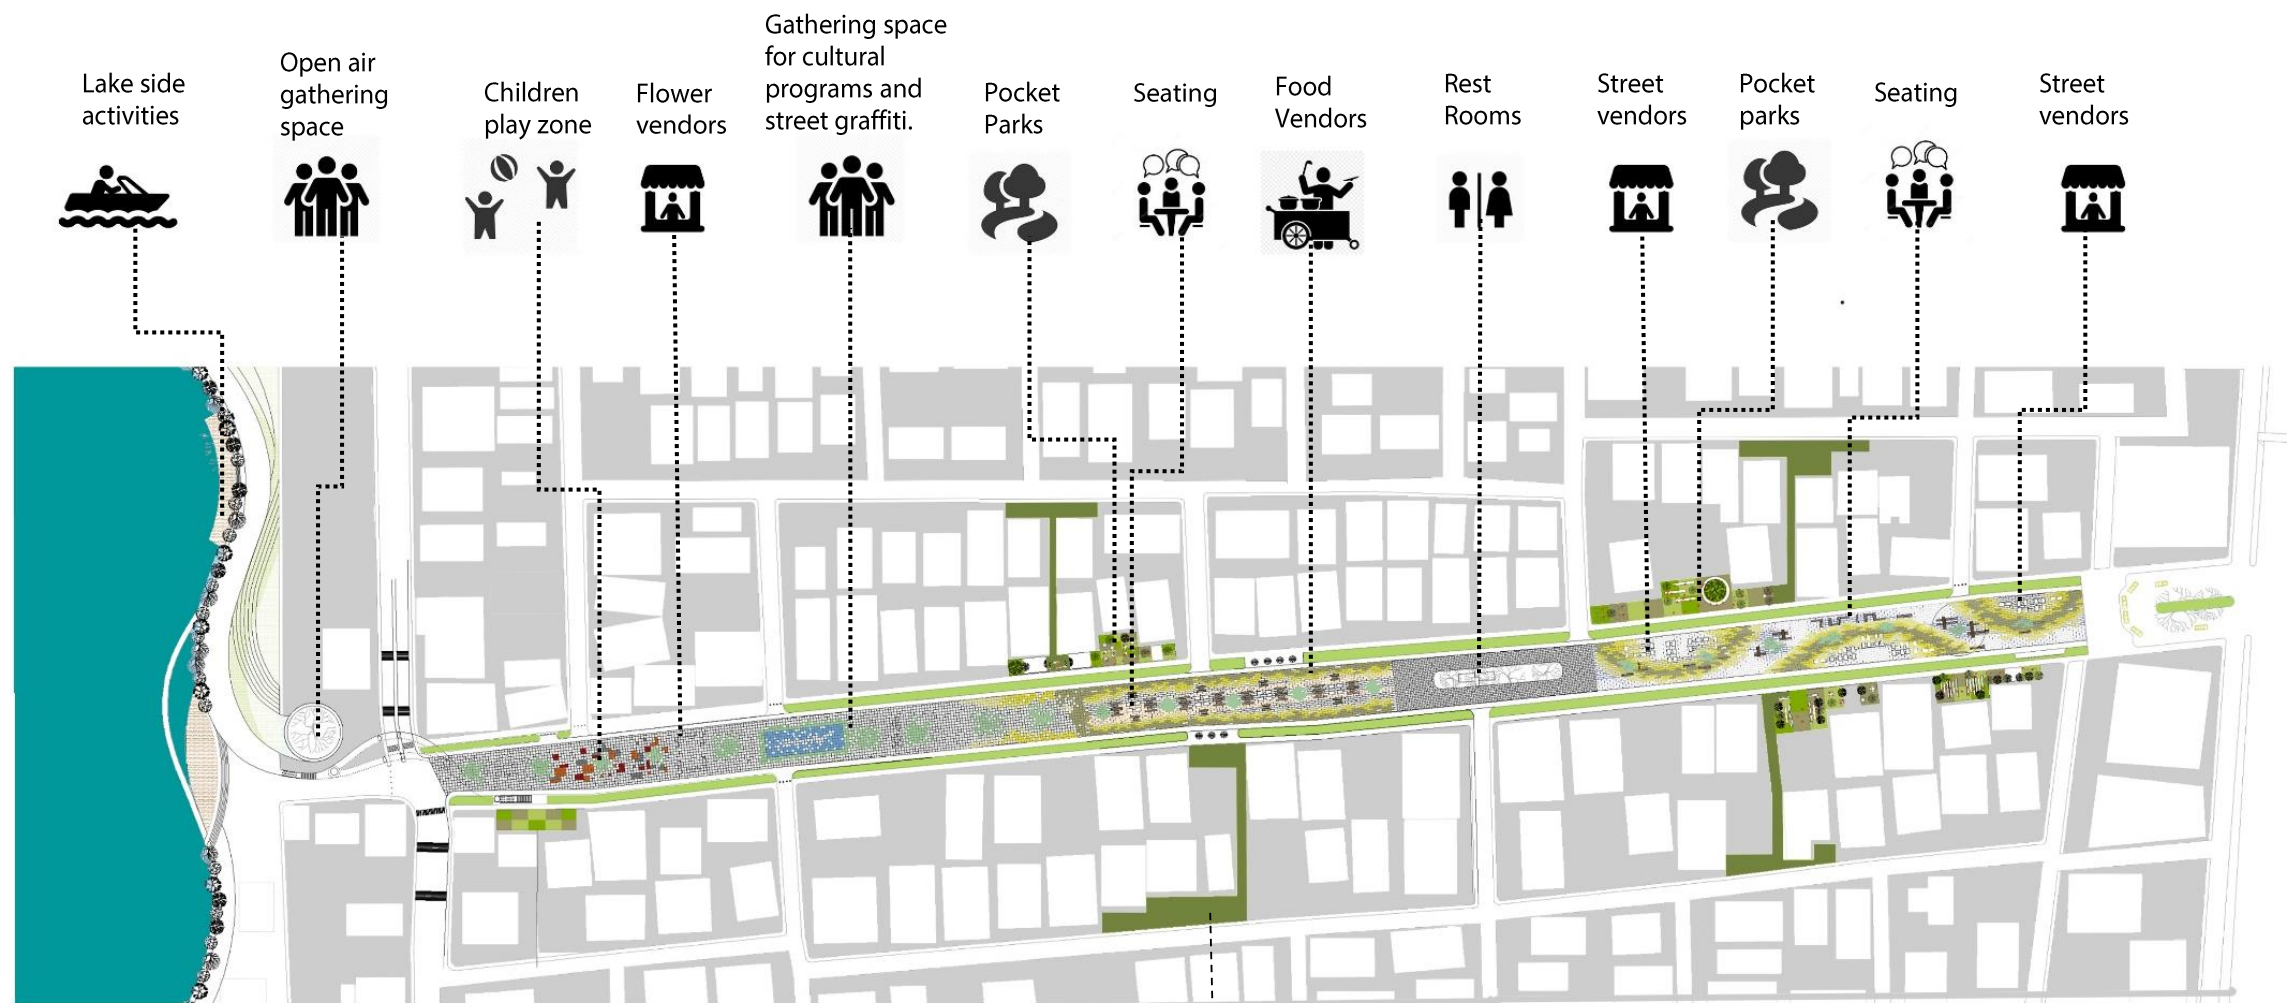 Lake side
activities
Open air
gathering
space
Children
play zone
Flower
vendors
Gathering space
for cultural
programs and
street graffiti.
Pocket
Parks
Seating
Food
Vendors
Rest
Rooms
Street
vendors
Pocket
parks
Seating
Street
vendors